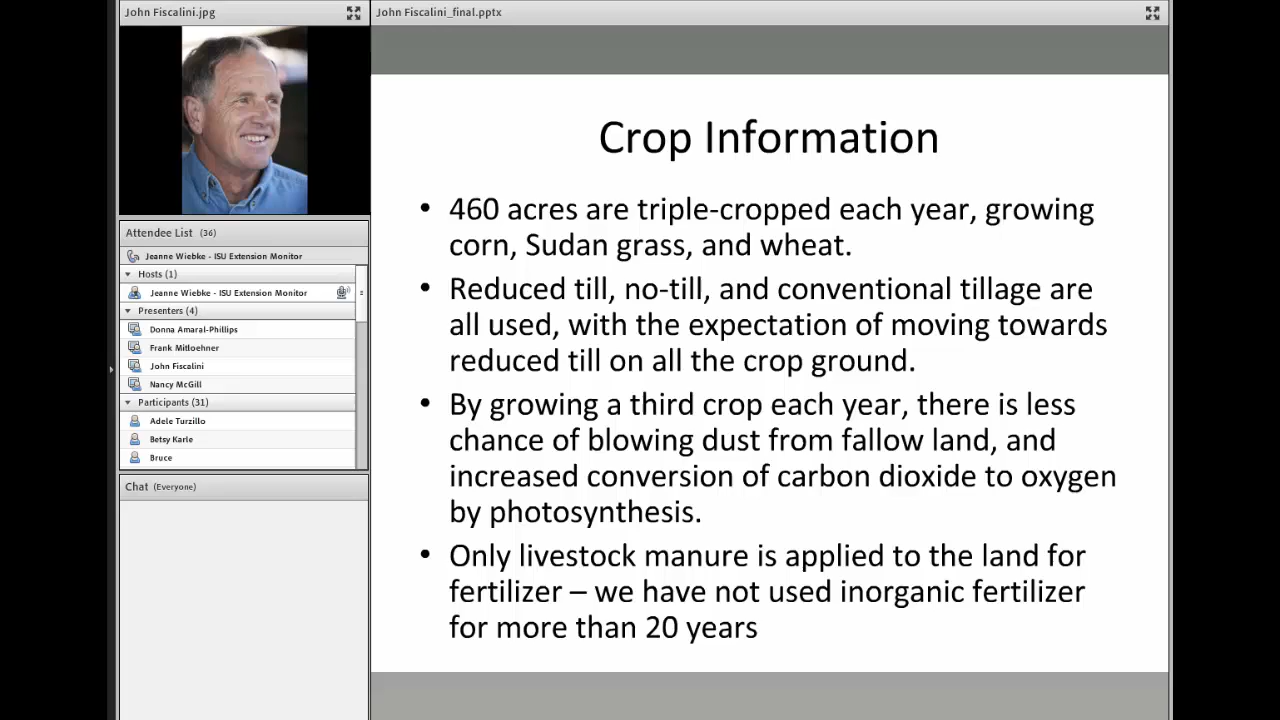 John Fiscalini.jpg
Attendee List (36)
Jeanne Wiebke - ISU Extension Monitor
Hosts (1)
Jeanne Wiebke - ISU Extension Monitor
Presenters (4)
Donna Amaral-Phillips
Frank Mitloehner
John Fiscalini
Nancy McGill
Participants (31)
Adele Turzillo
Betsy Karle
Bruce
Chat (Everyone)
John Fiscalini_final.pptx
Crop Information
• 460 acres are triple-cropped each year, growing
corn, Sudan grass, and wheat.
• Reduced till, no-till, and conventional tillage are
all used, with the expectation of moving towards
reduced till on all the crop ground.
• By growing a third crop each year, there is less
chance of blowing dust from fallow land, and
increased conversion of carbon dioxide to oxygen
by photosynthesis.
• Only livestock manure is applied to the land for
fertilizer – we have not used inorganic fertilizer
for more than 20 years